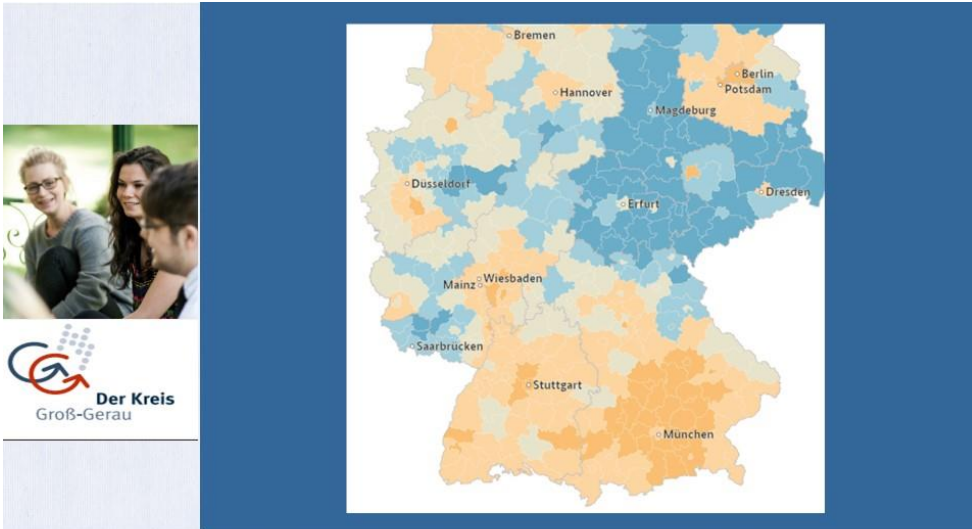 Der Kreis
Groß-Gerau
Bremen
Hannover
Berlin
Potsdam
Magdeburg
Düsseldorf
Erfurt
Dresden
Wiesbaden
Mainz
Saarbrücken
Stuttgart
München